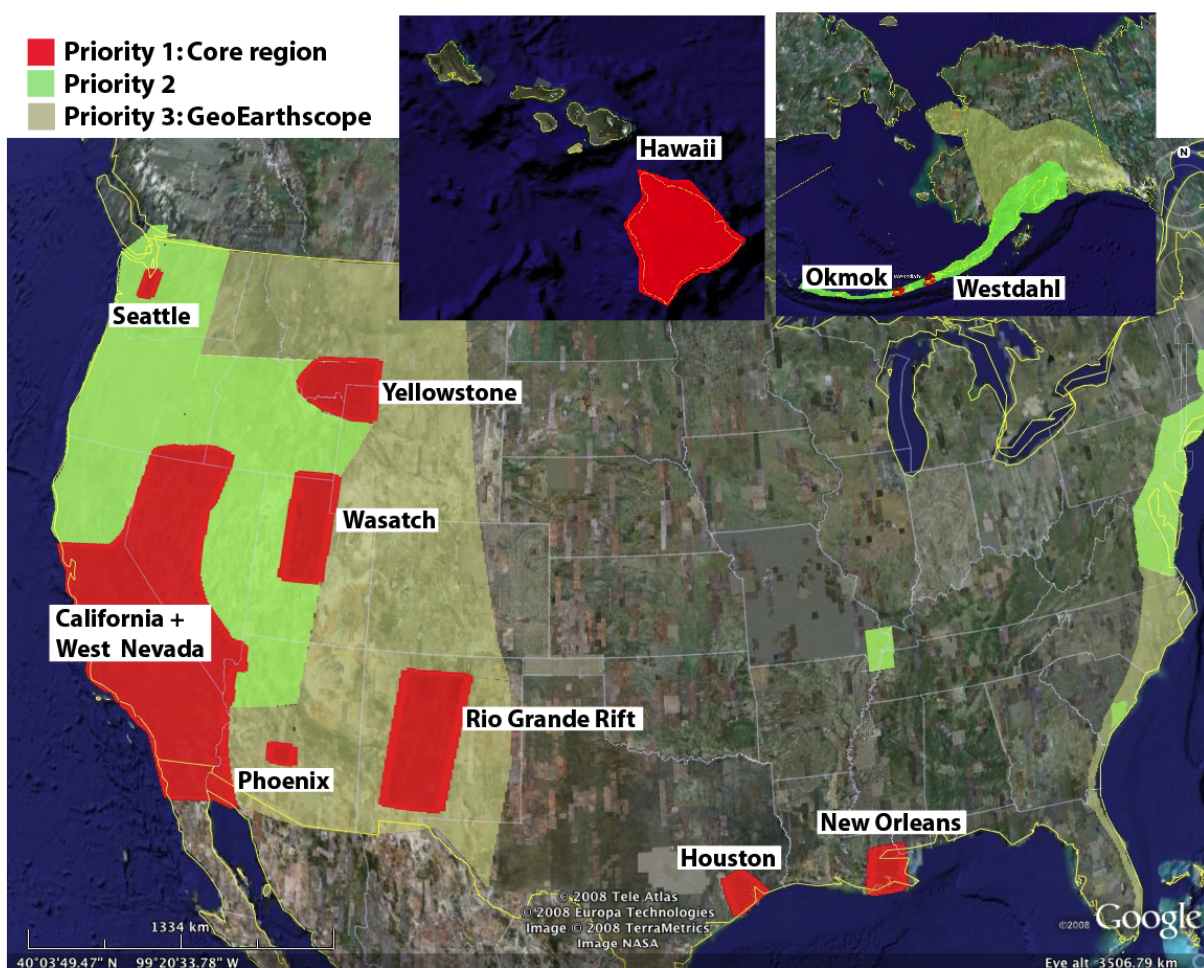 Priority 1: Core region
Priority 2
Priority 3: GeoEarthscope
Hawaii
N
Okmok
Westdahl
Westdahl
Seattle
Yellowstone
Wasatch
California +
West Nevada
Rio Grande Rift
Phoenix
New Orleans
Houston
1334 km
© 2008 Tele Atlas
© 2008 Europa Technologies
Image © 2008 TerraMetrics
Image NASA
©2008 Google
40°03'49.47" N 99°20'33.78" W
Eye alt 3506.79 km